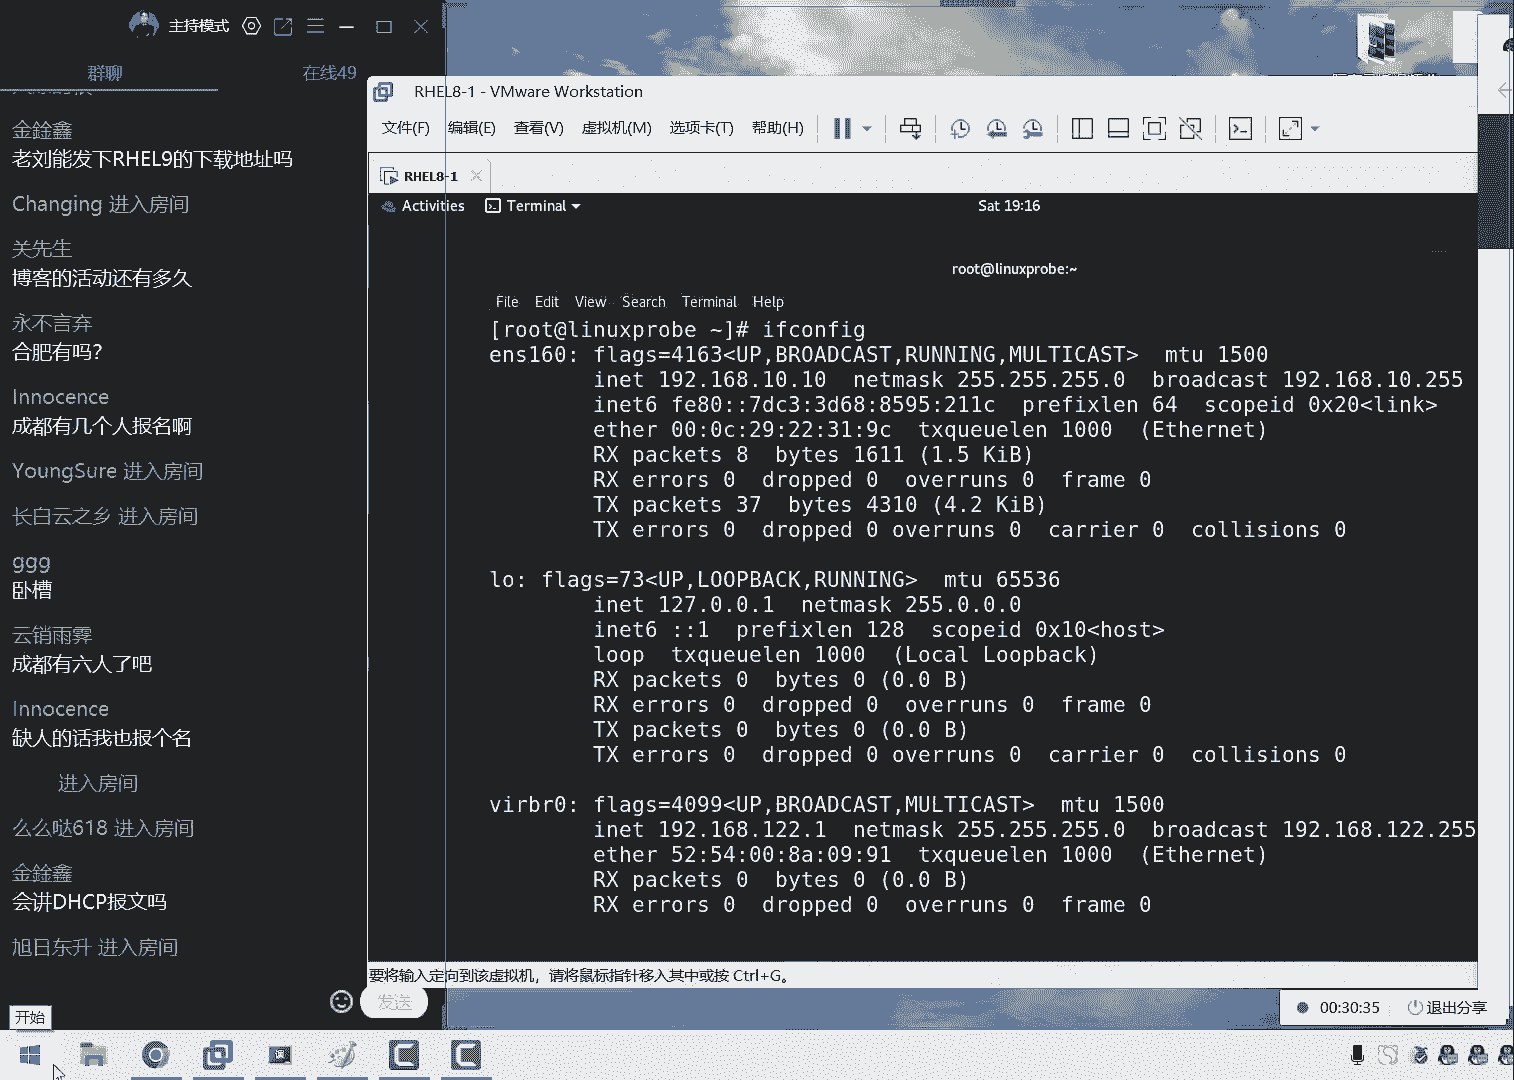 主持模式
群聊
在线49
金銓鑫
老刘能发下RHEL9的下载地址吗
Changing 进入房间
关先生
博客的活动还有多久
永不言弃
合肥有吗?
Innocence
成都有几个人报名啊
YoungSure 进入房间
长白云之乡 进入房间
ggg
卧槽
云销雨霁
成都有六人了吧
Innocence
缺人的话我也报个名
进入房间
么么哒618 进入房间
金銓鑫
会讲DHCP报文吗
旭日东升 进入房间
发送
RHEL8-1 - VMware Workstation
文件(F) 编辑(E) 查看(V) 虚拟机(M) 选项卡(T) 帮助(H)
RHEL8-1
Activities Terminal Sat 19:16
root@linuxprobe:~
File Edit View Search Terminal Help
[root@linuxprobe ~]# ifconfig
ens160: flags=4163<UP,BROADCAST,RUNNING,MULTICAST>  mtu 1500
inet 192.168.10.10  netmask 255.255.255.0  broadcast 192.168.10.255
inet6 fe80::7dc3:3d68:8595:211c  prefixlen 64  scopeid 0x20<link>
ether 00:0c:29:22:31:9c  txqueuelen 1000  (Ethernet)
RX packets 8  bytes 1611 (1.5 KiB)
RX errors 0  dropped 0  overruns 0  frame 0
TX packets 37  bytes 4310 (4.2 KiB)
TX errors 0  dropped 0 overruns 0  carrier 0  collisions 0
lo: flags=73<UP,LOOPBACK,RUNNING>  mtu 65536
inet 127.0.0.1  netmask 255.0.0.0
inet6 ::1  prefixlen 128  scopeid 0x10<host>
loop  txqueuelen 1000  (Local Loopback)
RX packets 0  bytes 0 (0.0 B)
RX errors 0  dropped 0  overruns 0  frame 0
TX packets 0  bytes 0 (0.0 B)
TX errors 0  dropped 0 overruns 0  carrier 0  collisions 0
virbr0: flags=4099<UP,BROADCAST,MULTICAST>  mtu 1500
inet 192.168.122.1  netmask 255.255.255.0  broadcast 192.168.122.255
ether 52:54:00:8a:09:91  txqueuelen 1000  (Ethernet)
RX packets 0  bytes 0 (0.0 B)
RX errors 0  dropped 0  overruns 0  frame 0
要将输入定向到该虚拟机，请将鼠标指针移入其中或按 Ctrl+G。
00:30:35 退出分享
开始